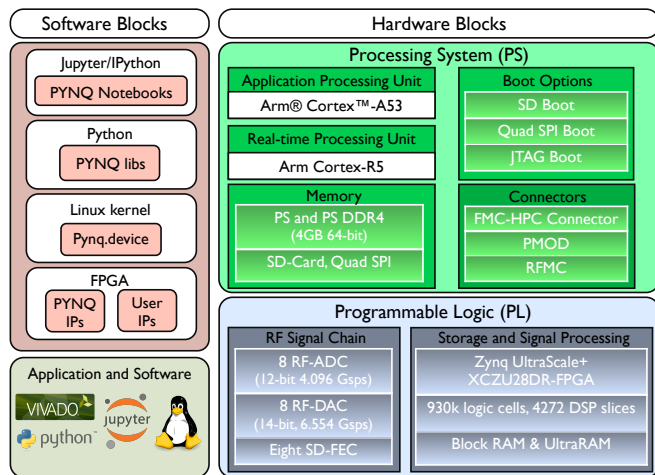 Software Blocks
Jupyter/IPython
PYNQ Notebooks
Python
PYNQ libs
Linux kernel
Pynq.device
FPGA
PYNQ
IPs
User
IPs
Application and Software
VIVADO
jupyter
python™
Hardware Blocks
Processing System (PS)
Application Processing Unit
Arm® Cortex™-A53
Real-time Processing Unit
Arm Cortex-R5
Memory
PS and PS DDR4
(4GB 64-bit)
SD-Card, Quad SPI
Boot Options
SD Boot
Quad SPI Boot
JTAG Boot
Connectors
FMC-HPC Connector
PMOD
RFMC
Programmable Logic (PL)
RF Signal Chain
8 RF-ADC
(12-bit 4.096 Gsps)
8 RF-DAC
(14-bit, 6.554 Gsps)
Eight SD-FEC
Storage and Signal Processing
Zynq UltraScale+
XCZU28DR-FPGA
930k logic cells, 4272 DSP slices
Block RAM & UltraRAM